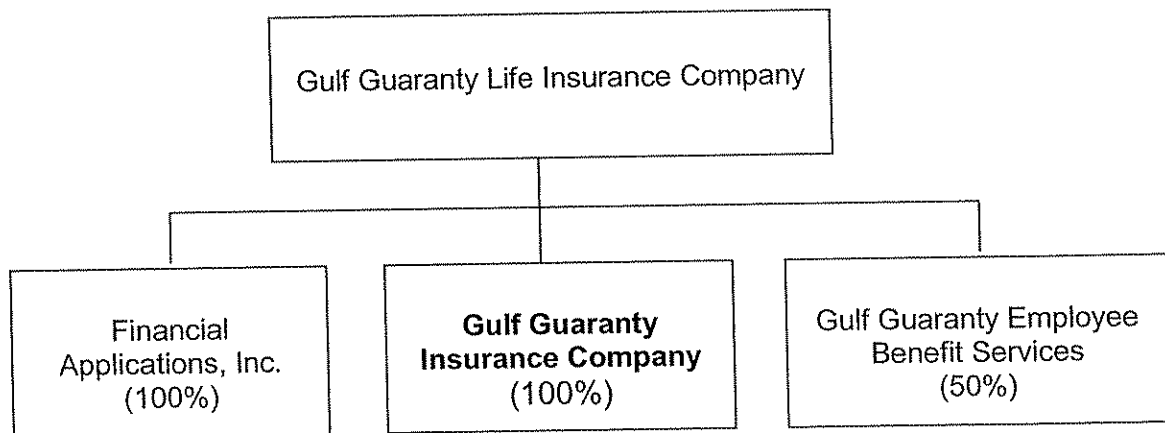 Gulf Guaranty Life Insurance Company
Financial
Applications, Inc.
(100%)
Gulf Guaranty
Insurance Company
(100%)
Gulf Guaranty Employee
Benefit Services
(50%)